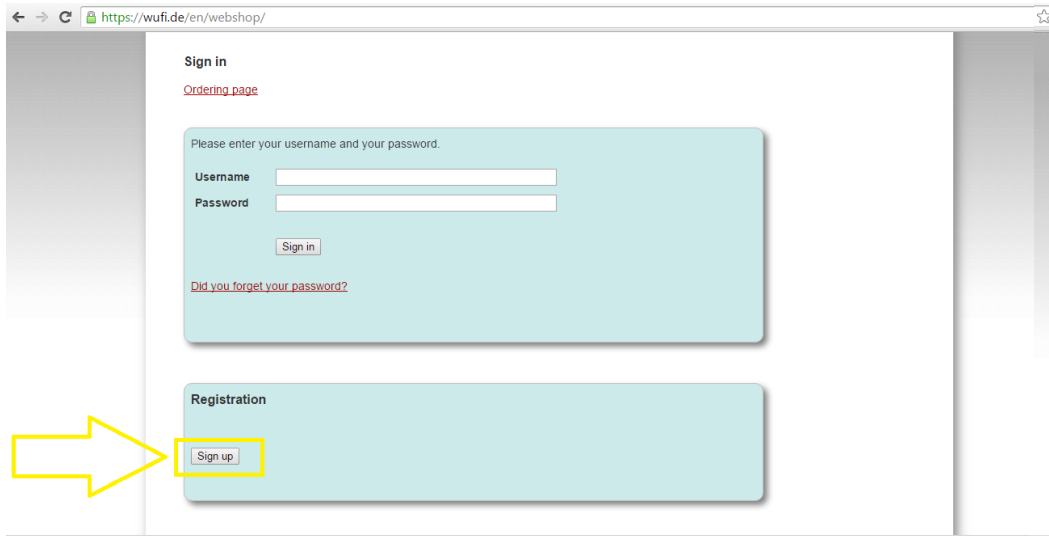 https://wufi.de/en/webshop/
Sign in
Ordering page
Please enter your username and your password.
Username
Password
Sign in
Did you forget your password?
Registration
Sign up